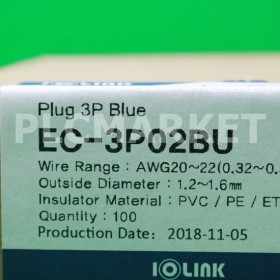 PLCMARKET
Plug 3P Blue
EC-3P02BU
Wire Range : AWG20~22(0.32~0.
Outside Diameter : 1.2~1.6mm
Insulator Material : PVC / PE / ET
Quantity : 100
Production Date: 2018-11-05
IOLINK